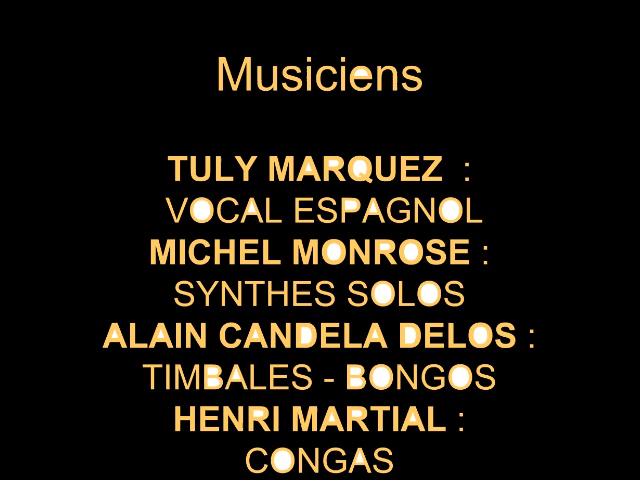 Musiciens
TULY MARQUEZ :
VOCAL ESPAGNOL
MICHEL MONROSE :
SYNTHES SOLOS
ALAIN CANDELA DELOS :
TIMBALES - BONGOS
HENRI MARTIAL :
CONGAS